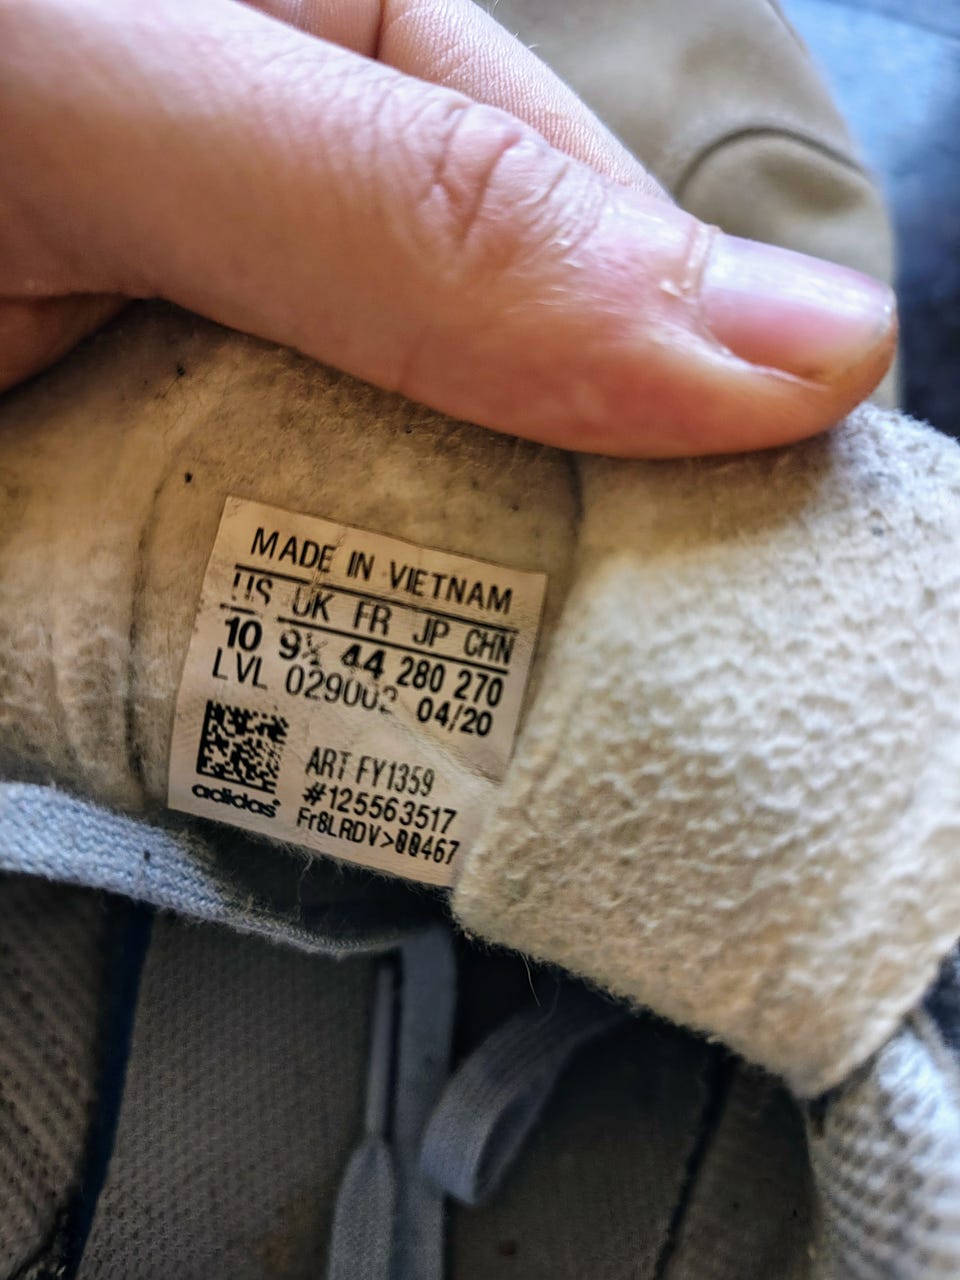 MADE IN VIETNAM
US UK FR JP CHN
10 9½ 44 280 270
LVL 029002 04/20
ART FY1359
#125563517
Fr8LRDV>00467
adidas